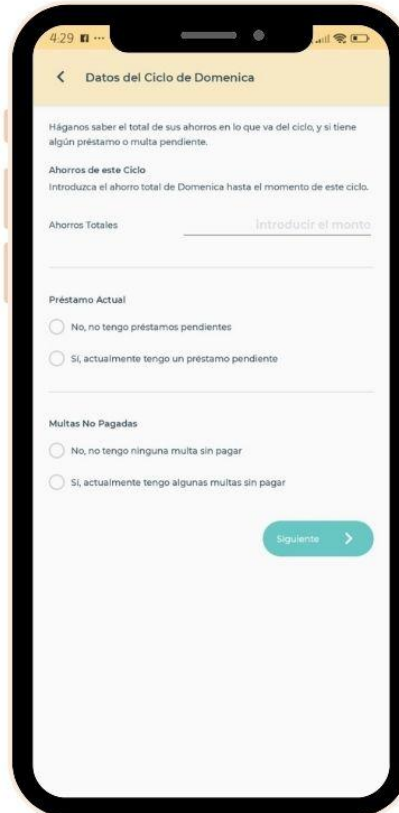 4:29
Datos del Ciclo de Domenica
Háganos saber el total de sus ahorros en lo que va del ciclo, y si tiene
algún préstamo o multa pendiente.
Ahorros de este Ciclo
Introduzca el ahorro total de Domenica hasta el momento de este ciclo.
Ahorros Totales Introducir el monto
Préstamo Actual
No, no tengo préstamos pendientes
Sí, actualmente tengo un préstamo pendiente
Multas No Pagadas
No, no tengo ninguna multa sin pagar
Sí, actualmente tengo algunas multas sin pagar
Siguiente